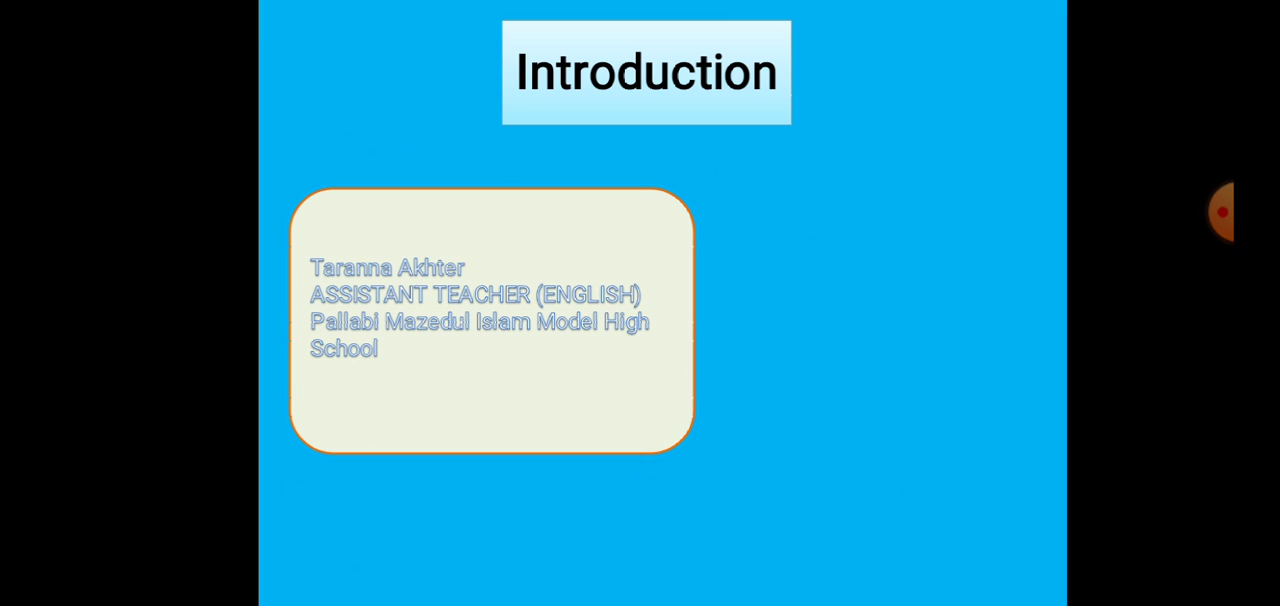 Introduction
Taranna Akhter
ASSISTANT TEACHER (ENGLISH)
Pallabi Mazedul Islam Model High
School